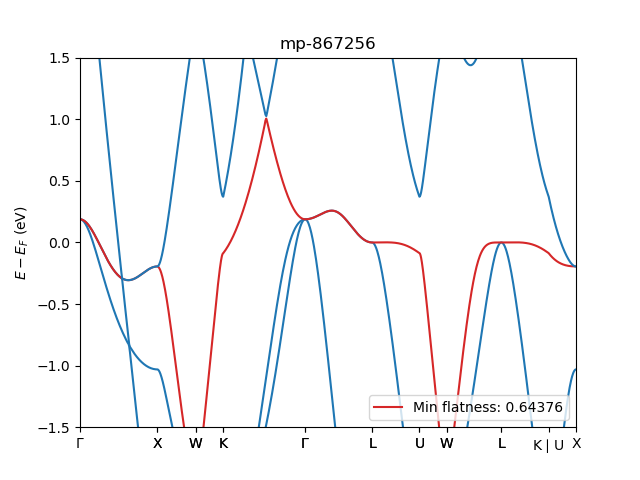 mp-867256
E − E_F (eV)
1.5
1.0
0.5
0.0
−0.5
−1.0
−1.5
Min flatness: 0.64376
Γ X W K Γ L U W L K | U X